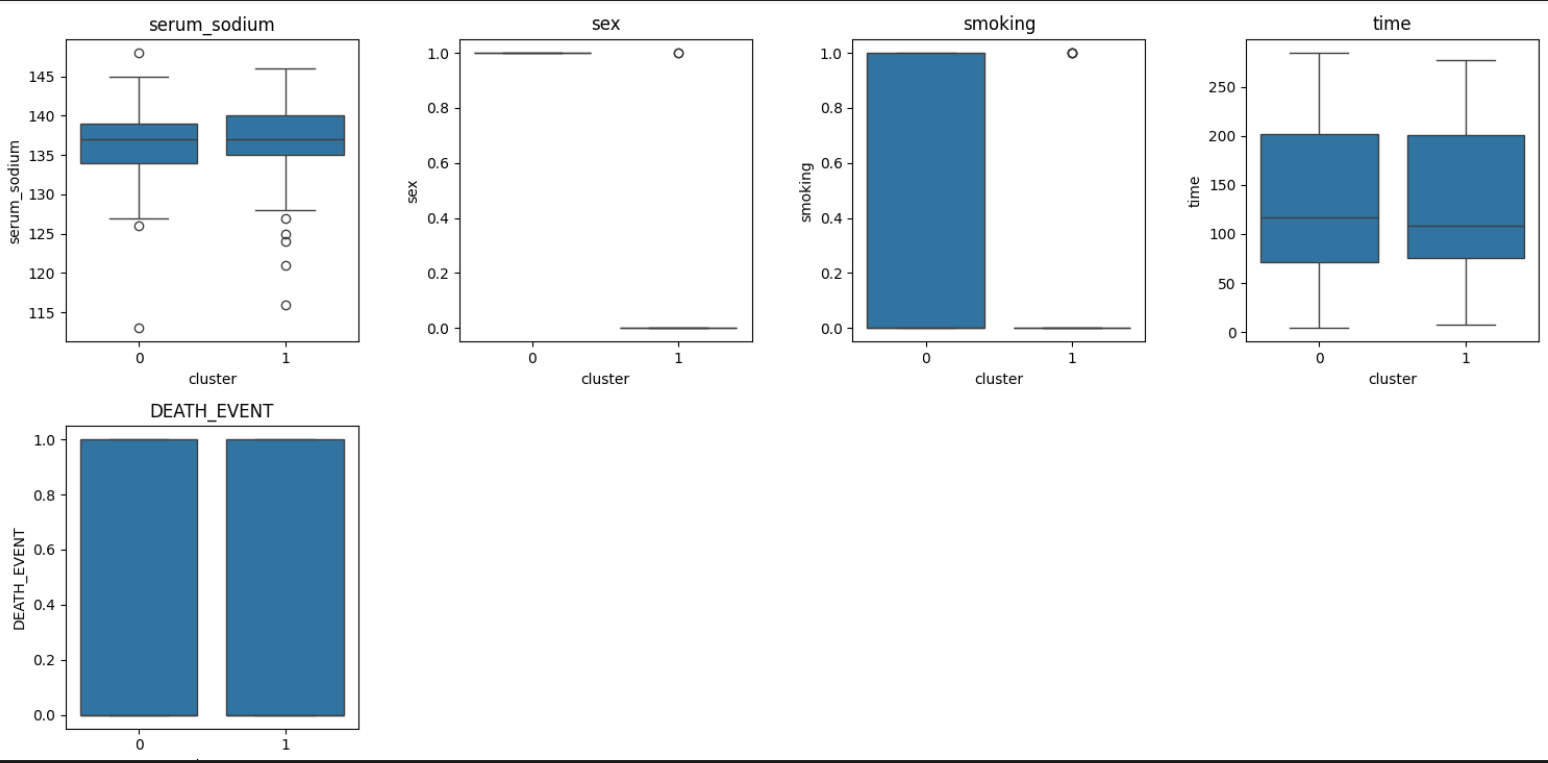 serum_sodium
sex
smoking
time
145
140
135
130
125
120
115
serum_sodium
0
1
cluster
1.0
0.8
0.6
0.4
0.2
0.0
sex
0
1
cluster
1.0
0.8
0.6
0.4
0.2
0.0
smoking
0
1
cluster
250
200
150
100
50
0
time
0
1
cluster
DEATH_EVENT
1.0
0.8
0.6
0.4
0.2
0.0
DEATH_EVENT
0
1